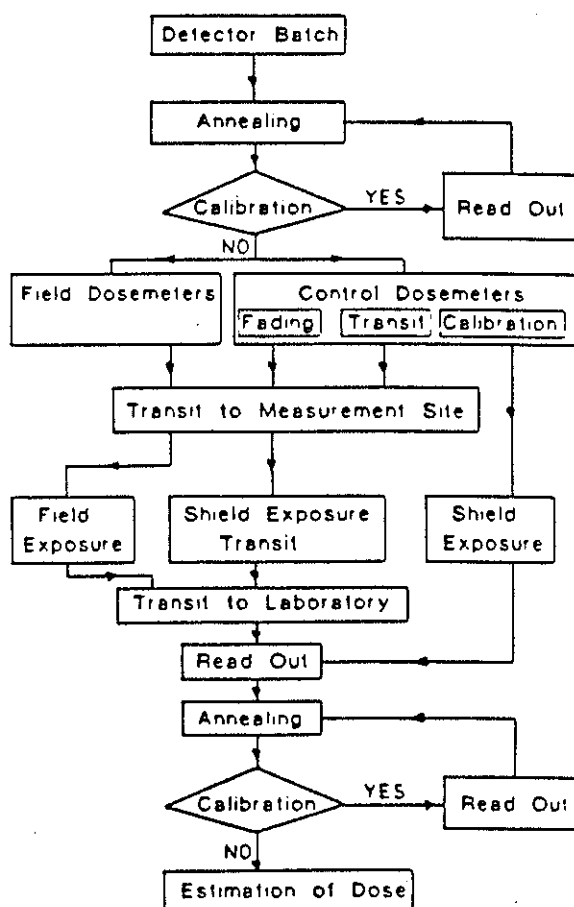 Detector Batch
Annealing
Calibration
YES
Read Out
NO
Field Dosemeters
Control Dosemeters
Fading
Transit
Calibration
Transit to Measurement Site
Field
Exposure
Shield Exposure
Transit
Shield
Exposure
Transit to Laboratory
Read Out
Annealing
Calibration
YES
Read Out
NO
Estimation of Dose